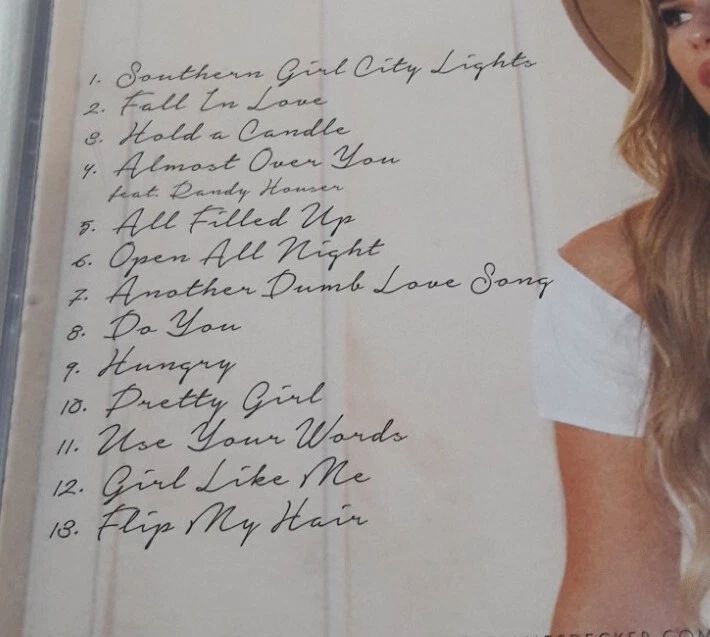 1. Southern Girl City Lights
2. Fall In Love
3. Hold a Candle
4. Almost Over You
feat. Randy Houser
5. All Filled Up
6. Open All Night
7. Another Dumb Love Song
8. Do You
9. Hungry
10. Pretty Girl
11. Use Your Words
12. Girl Like Me
13. Flip My Hair